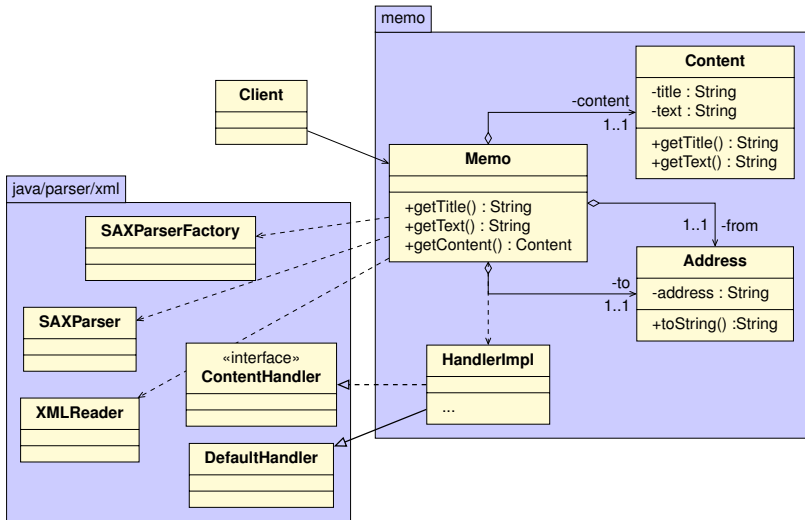 memo
Content
-title : String
-text : String
+getTitle() : String
+getText() : String
Client
-content
1..1
Memo
+getTitle() : String
+getText() : String
+getContent() : Content
1..1 -from
Address
-address : String
+toString() :String
-to
1..1
java/parser/xml
SAXParserFactory
SAXParser
«interface»
ContentHandler
HandlerImpl
...
XMLReader
DefaultHandler